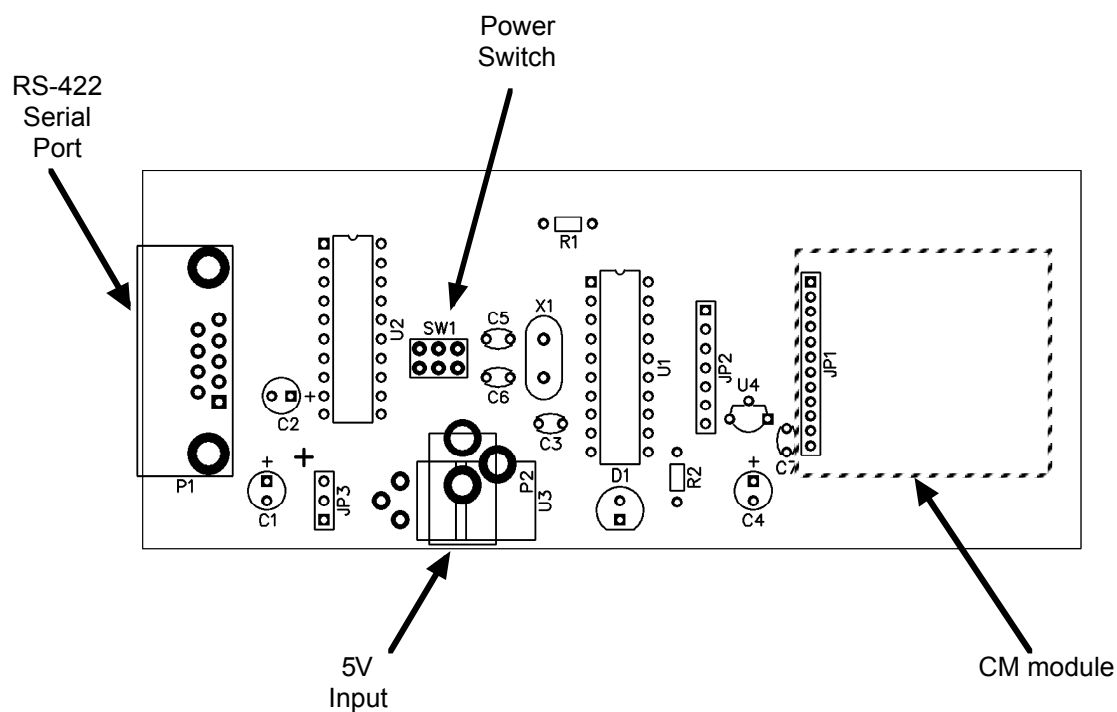 Power
Switch
RS-422
Serial
Port
R1
U2
SW1
C5
X1
C6
C3
U1
JP2
U4
JP1
C7
+
C2
P1
+
C1
+
JP3
P2
U3
D1
R2
+
C4
5V
Input
CM module